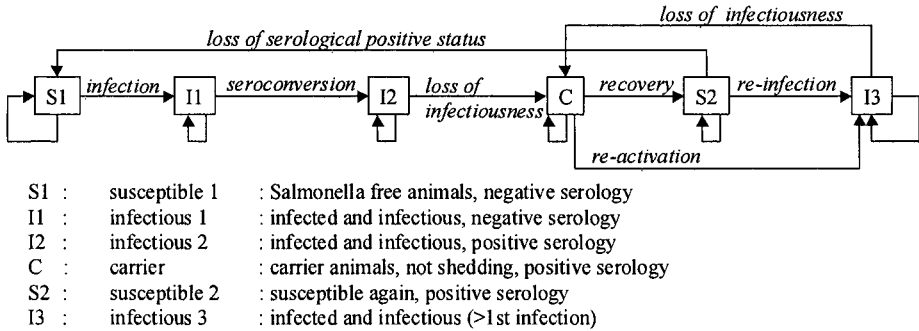 loss of infectiousness
loss of serological positive status
S1 infection I1 seroconversion I2 loss of infectiousness C recovery S2 re-infection I3
re-activation
S1 : susceptible 1 : Salmonella free animals, negative serology
I1 : infectious 1 : infected and infectious, negative serology
I2 : infectious 2 : infected and infectious, positive serology
C : carrier : carrier animals, not shedding, positive serology
S2 : susceptible 2 : susceptible again, positive serology
I3 : infectious 3 : infected and infectious (>1st infection)